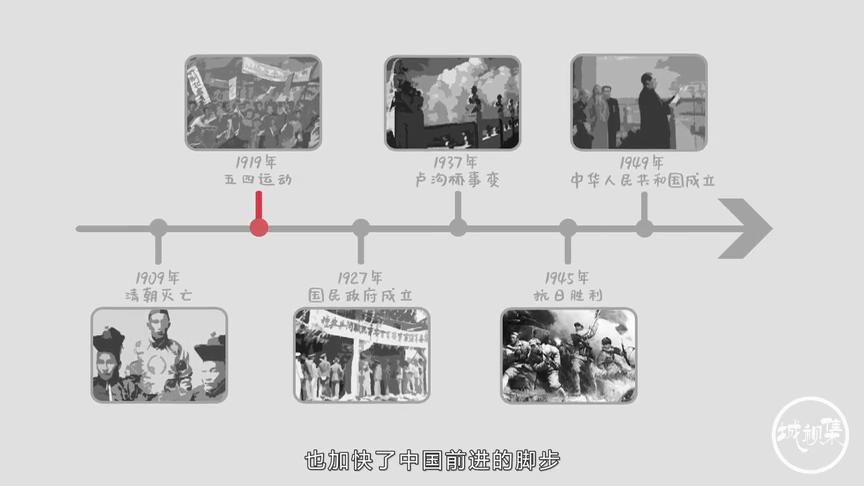 1919年
五四运动
1937年
卢沟桥事变
1949年
中华人民共和国成立
1909年
清朝灭亡
1927年
国民政府成立
1945年
抗日胜利
也加快了中国前进的脚步
城视集